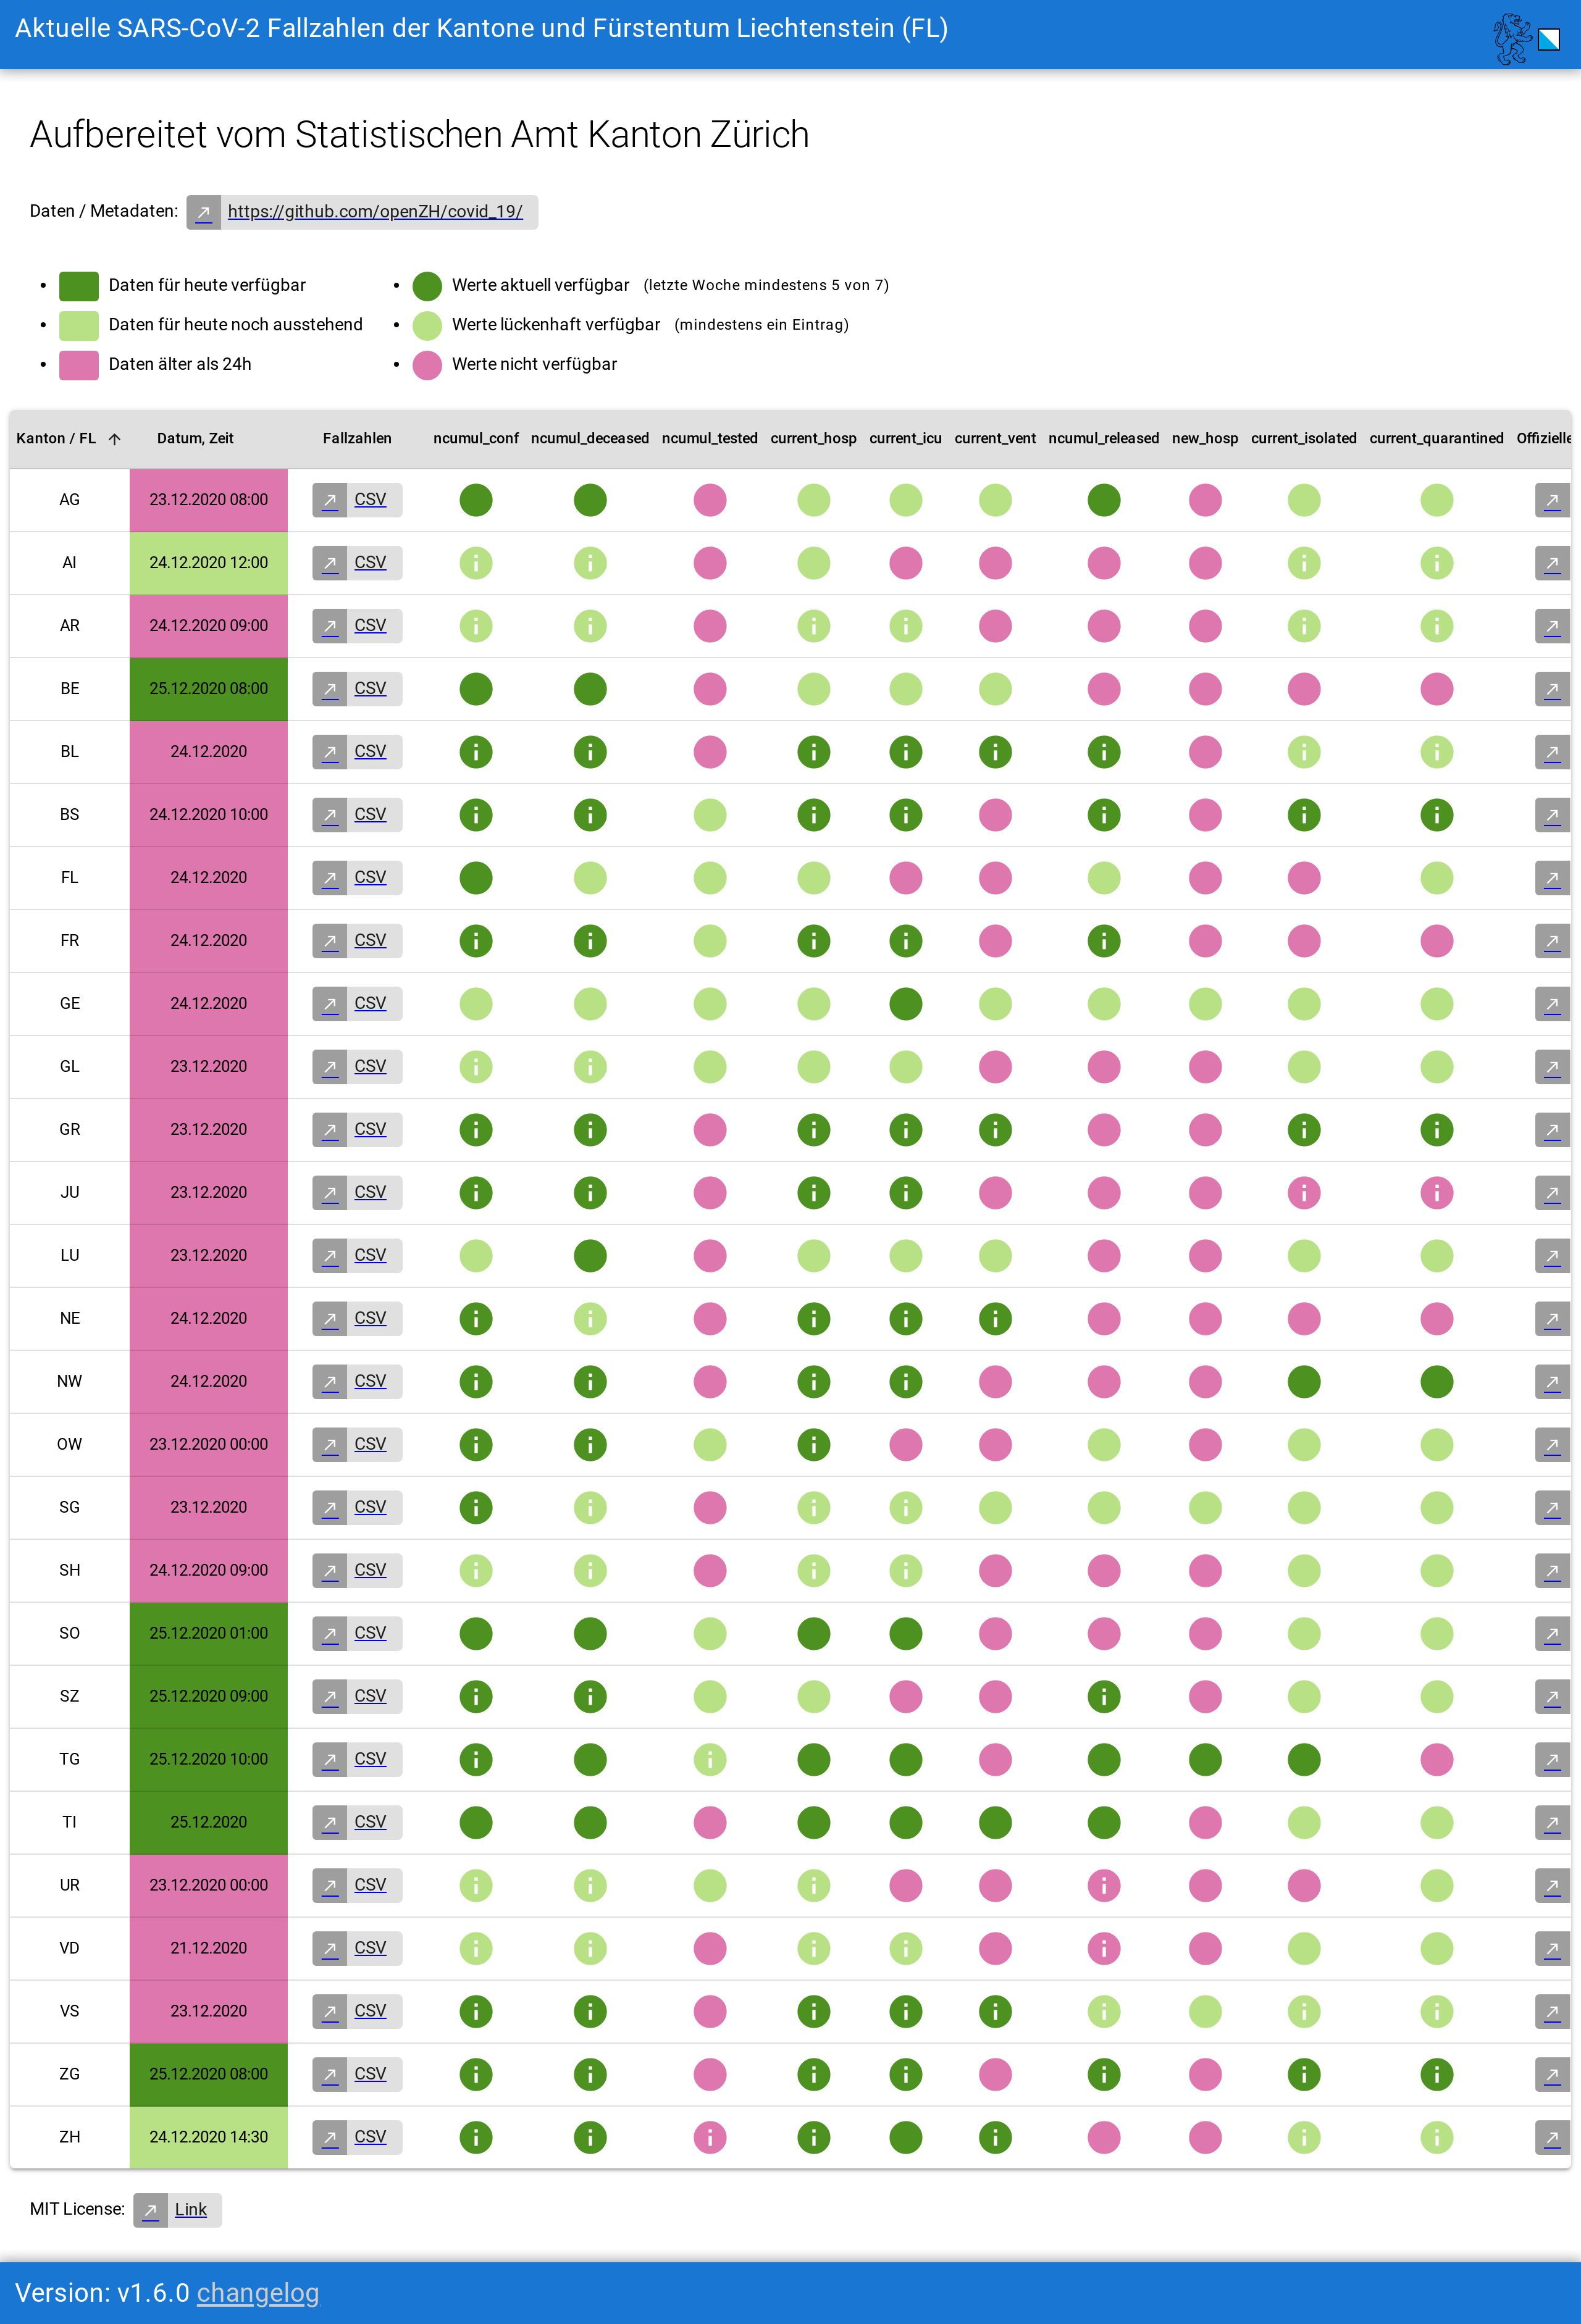 Aktuelle SARS-CoV-2 Fallzahlen der Kantone und Fürstentum Liechtenstein (FL)
Aufbereitet vom Statistischen Amt Kanton Zürich
Daten / Metadaten: https://github.com/openZH/covid_19/
Daten für heute verfügbar
Daten für heute noch ausstehend
Daten älter als 24h
Werte aktuell verfügbar (letzte Woche mindestens 5 von 7)
Werte lückenhaft verfügbar (mindestens ein Eintrag)
Werte nicht verfügbar
Kanton / FL Datum, Zeit Fallzahlen ncumul_conf ncumul_deceased ncumul_tested current_hosp current_icu current_vent ncumul_released new_hosp current_isolated current_quarantined Offizielle
AG 23.12.2020 08:00 CSV
AI 24.12.2020 12:00 CSV
AR 24.12.2020 09:00 CSV
BE 25.12.2020 08:00 CSV
BL 24.12.2020 CSV
BS 24.12.2020 10:00 CSV
FL 24.12.2020 CSV
FR 24.12.2020 CSV
GE 24.12.2020 CSV
GL 23.12.2020 CSV
GR 23.12.2020 CSV
JU 23.12.2020 CSV
LU 23.12.2020 CSV
NE 24.12.2020 CSV
NW 24.12.2020 CSV
OW 23.12.2020 00:00 CSV
SG 23.12.2020 CSV
SH 24.12.2020 09:00 CSV
SO 25.12.2020 01:00 CSV
SZ 25.12.2020 09:00 CSV
TG 25.12.2020 10:00 CSV
TI 25.12.2020 CSV
UR 23.12.2020 00:00 CSV
VD 21.12.2020 CSV
VS 23.12.2020 CSV
ZG 25.12.2020 08:00 CSV
ZH 24.12.2020 14:30 CSV
MIT License: Link
Version: v1.6.0 changelog